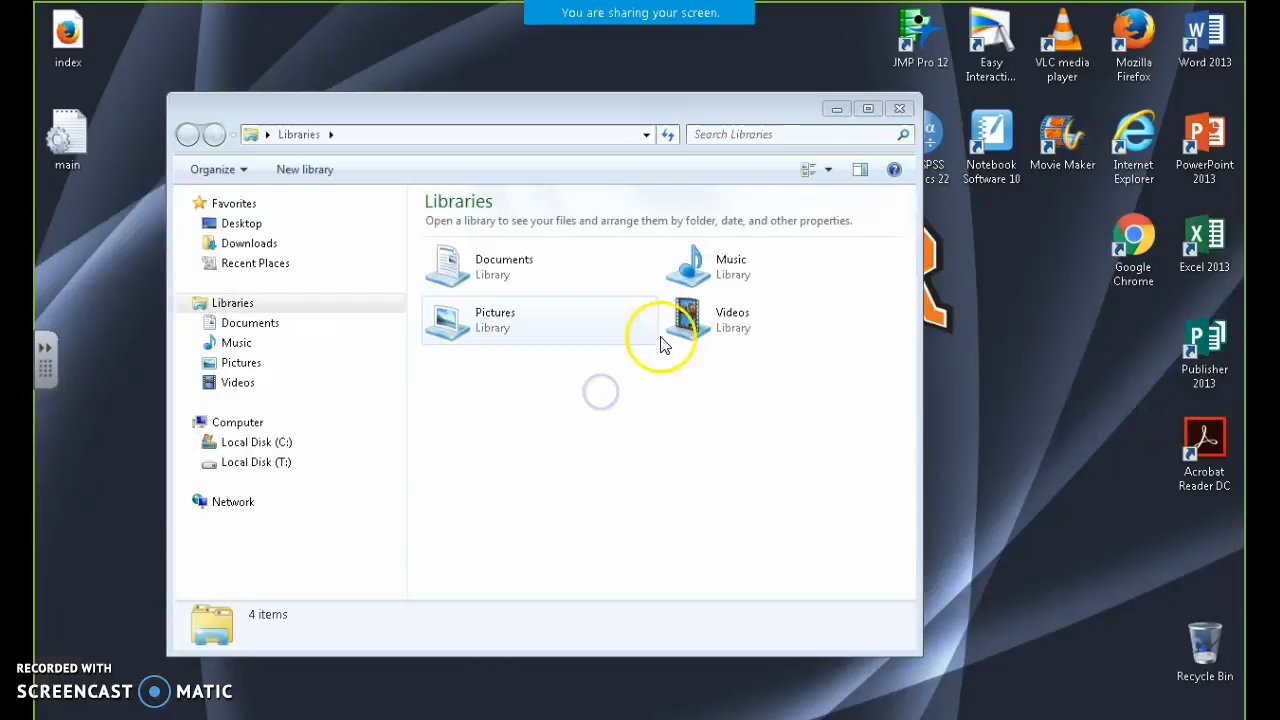 You are sharing your screen.
index
main
JMP Pro 12
Easy
Interacti...
VLC media
player
Mozilla
Firefox
Word 2013
Libraries
Search Libraries
Organize
New library
Favorites
Desktop
Downloads
Recent Places
Libraries
Documents
Music
Pictures
Videos
Computer
Local Disk (C:)
Local Disk (T:)
Network
Libraries
Open a library to see your files and arrange them by folder, date, and other properties.
Documents
Library
Music
Library
Pictures
Library
Videos
Library
4 items
SPSS
cs 22
Notebook
Software 10
Movie Maker
Internet
Explorer
PowerPoint
2013
Google
Chrome
Excel 2013
Publisher
2013
Acrobat
Reader DC
Recycle Bin
RECORDED WITH
SCREENCAST MATIC